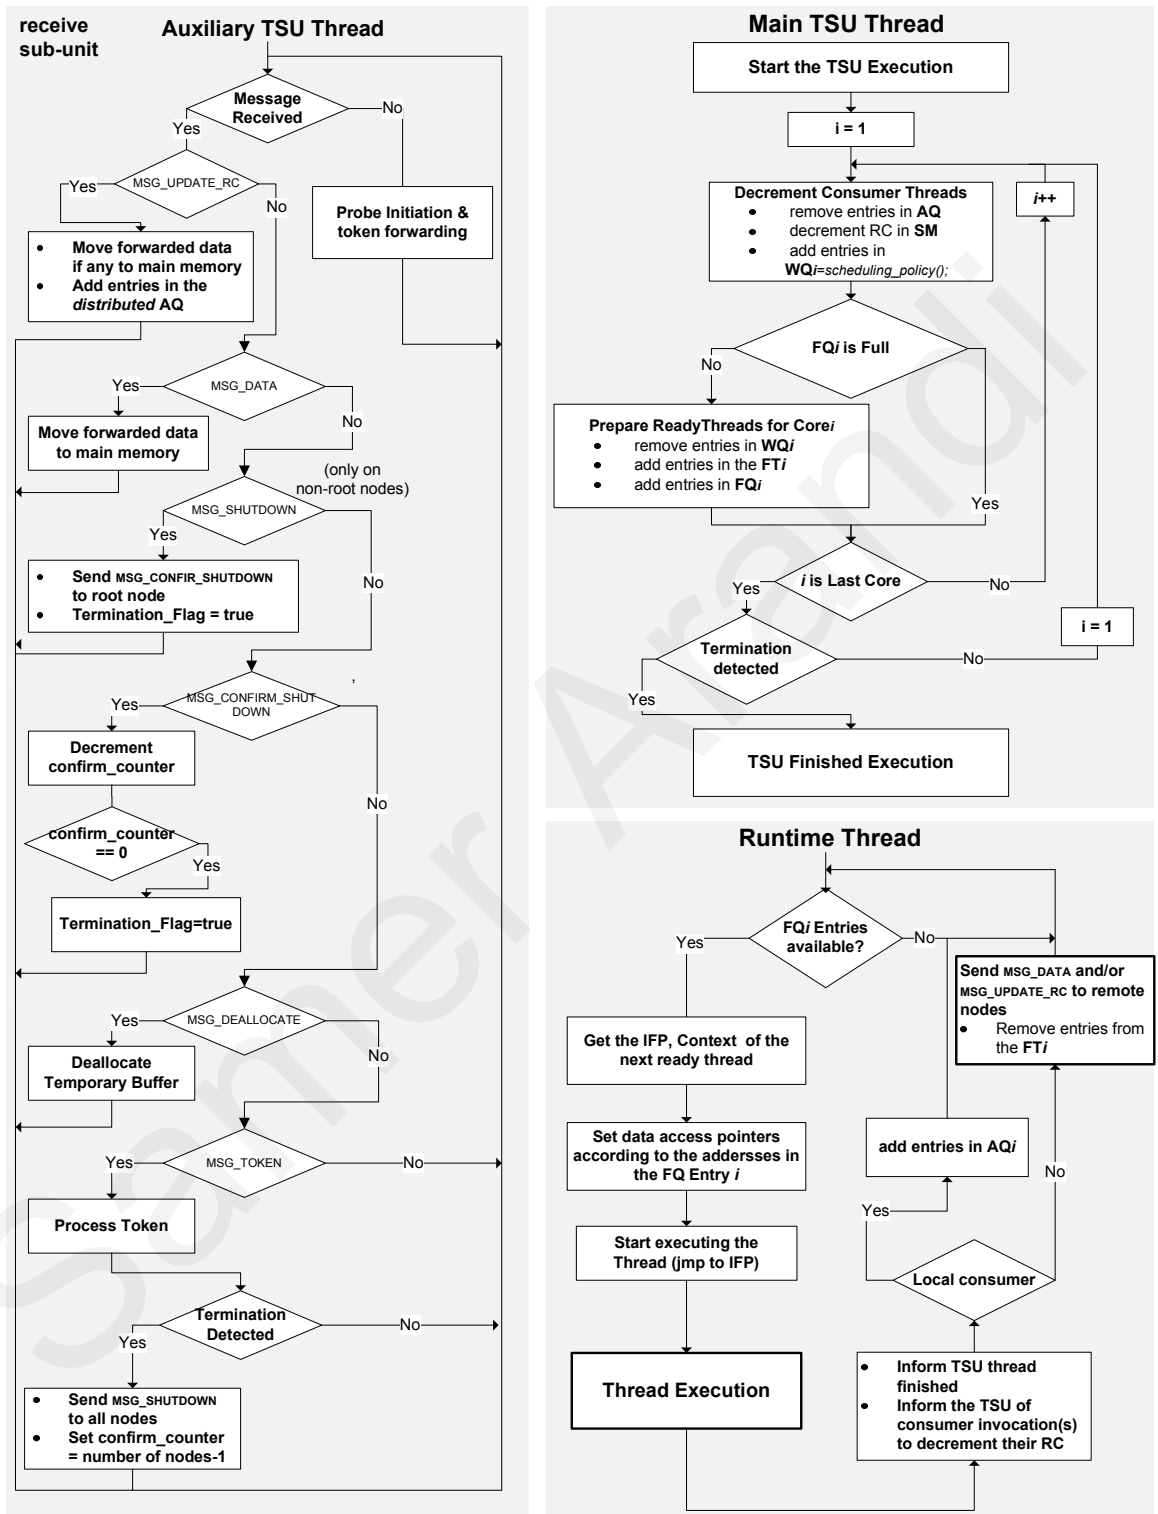 receive
sub-unit
Auxiliary TSU Thread
Message
Received
No
Yes
MSG_UPDATE_RC
Yes
No
Probe Initiation &
token forwarding
• Move forwarded data
if any to main memory
• Add entries in the
distributed AQ
MSG_DATA
Yes
No
Move forwarded data
to main memory
(only on
non-root nodes)
MSG_SHUTDOWN
Yes
No
• Send MSG_CONFIR_SHUTDOWN
to root node
• Termination_Flag = true
,
MSG_CONFIRM_SHUT
DOWN
Yes
No
Decrement
confirm_counter
confirm_counter
== 0
Yes
Termination_Flag=true
MSG_DEALLOCATE
Yes
No
Deallocate
Temporary Buffer
MSG_TOKEN
Yes
No
Process Token
Termination
Detected
Yes
No
• Send MSG_SHUTDOWN
to all nodes
• Set confirm_counter
= number of nodes-1
Main TSU Thread
Start the TSU Execution
i = 1
i++
Decrement Consumer Threads
• remove entries in AQ
• decrement RC in SM
• add entries in
WQi=scheduling_policy();
FQi is Full
No
Yes
Prepare ReadyThreads for Corei
• remove entries in WQi
• add entries in the FTi
• add entries in FQi
i is Last Core
Yes
No
i = 1
Termination
detected
No
Yes
TSU Finished Execution
Runtime Thread
FQi Entries
available?
Yes
No
Send MSG_DATA and/or
MSG_UPDATE_RC to remote
nodes
• Remove entries from
the FTi
Get the IFP, Context of the
next ready thread
Set data access pointers
according to the addersses in
the FQ Entry i
add entries in AQi
No
Yes
Start executing the
Thread (jmp to IFP)
Local consumer
Thread Execution
• Inform TSU thread
finished
• Inform the TSU of
consumer invocation(s)
to decrement their RC
Samer Arandi